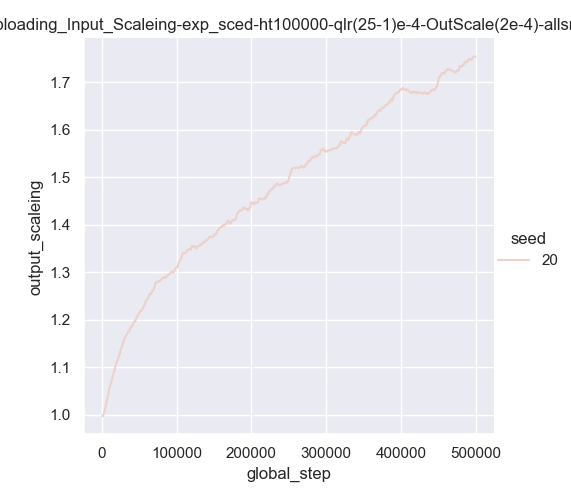 ploading_Input_Scaleing-exp_sced-ht100000-qlr(25-1)e-4-OutScale(2e-4)-allsr
1.7
1.6
1.5
1.4
1.3
1.2
1.1
1.0
output_scaleing
0 100000 200000 300000 400000 500000
global_step
seed
20